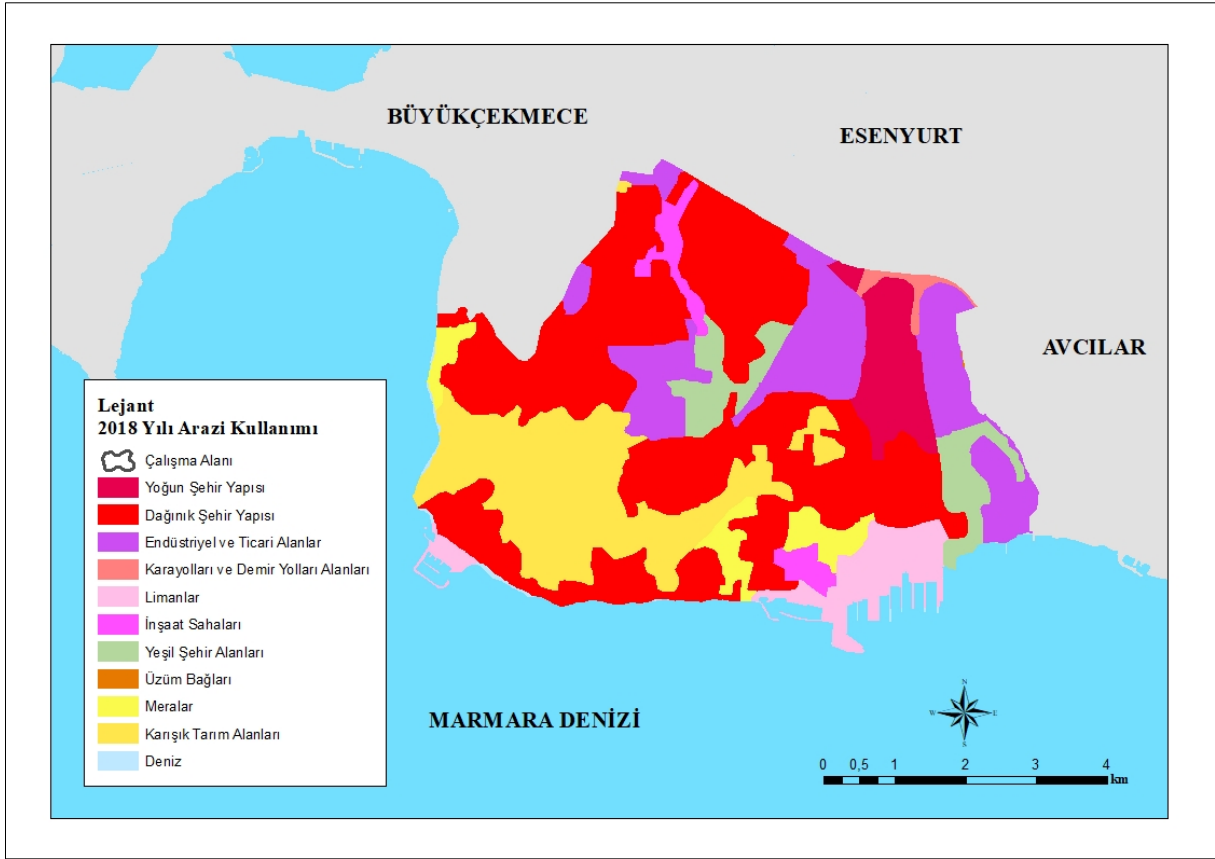 BÜYÜKÇEKMECE
ESENYURT
AVCILAR
Lejant
2018 Yılı Arazi Kullanımı
Çalışma Alanı
Yoğun Şehir Yapısı
Dağınık Şehir Yapısı
Endüstriyel ve Ticari Alanlar
Karayolları ve Demir Yolları Alanları
Limanlar
İnşaat Sahaları
Yeşil Şehir Alanları
Üzüm Bağları
Meralar
Karışık Tarım Alanları
Deniz
MARMARA DENİZİ
N
W E
S
0 0,5 1 2 3 4
km